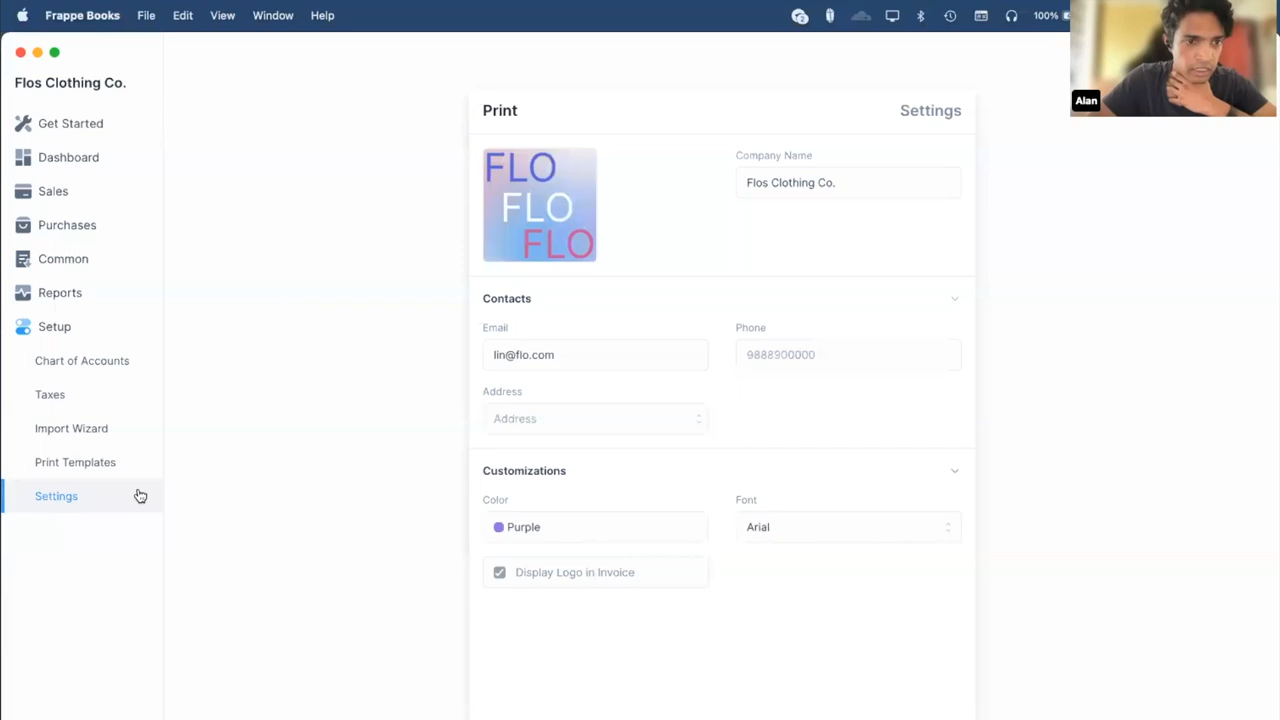 Frappe Books File Edit View Window Help 100%
Alan
Flos Clothing Co.
Get Started
Dashboard
Sales
Purchases
Common
Reports
Setup
Chart of Accounts
Taxes
Import Wizard
Print Templates
Settings
Print Settings
FLO
FLO
FLO
Company Name
Flos Clothing Co.
Contacts
Email Phone
lin@flo.com 9888900000
Address
Address
Customizations
Color Font
Purple Arial
Display Logo in Invoice